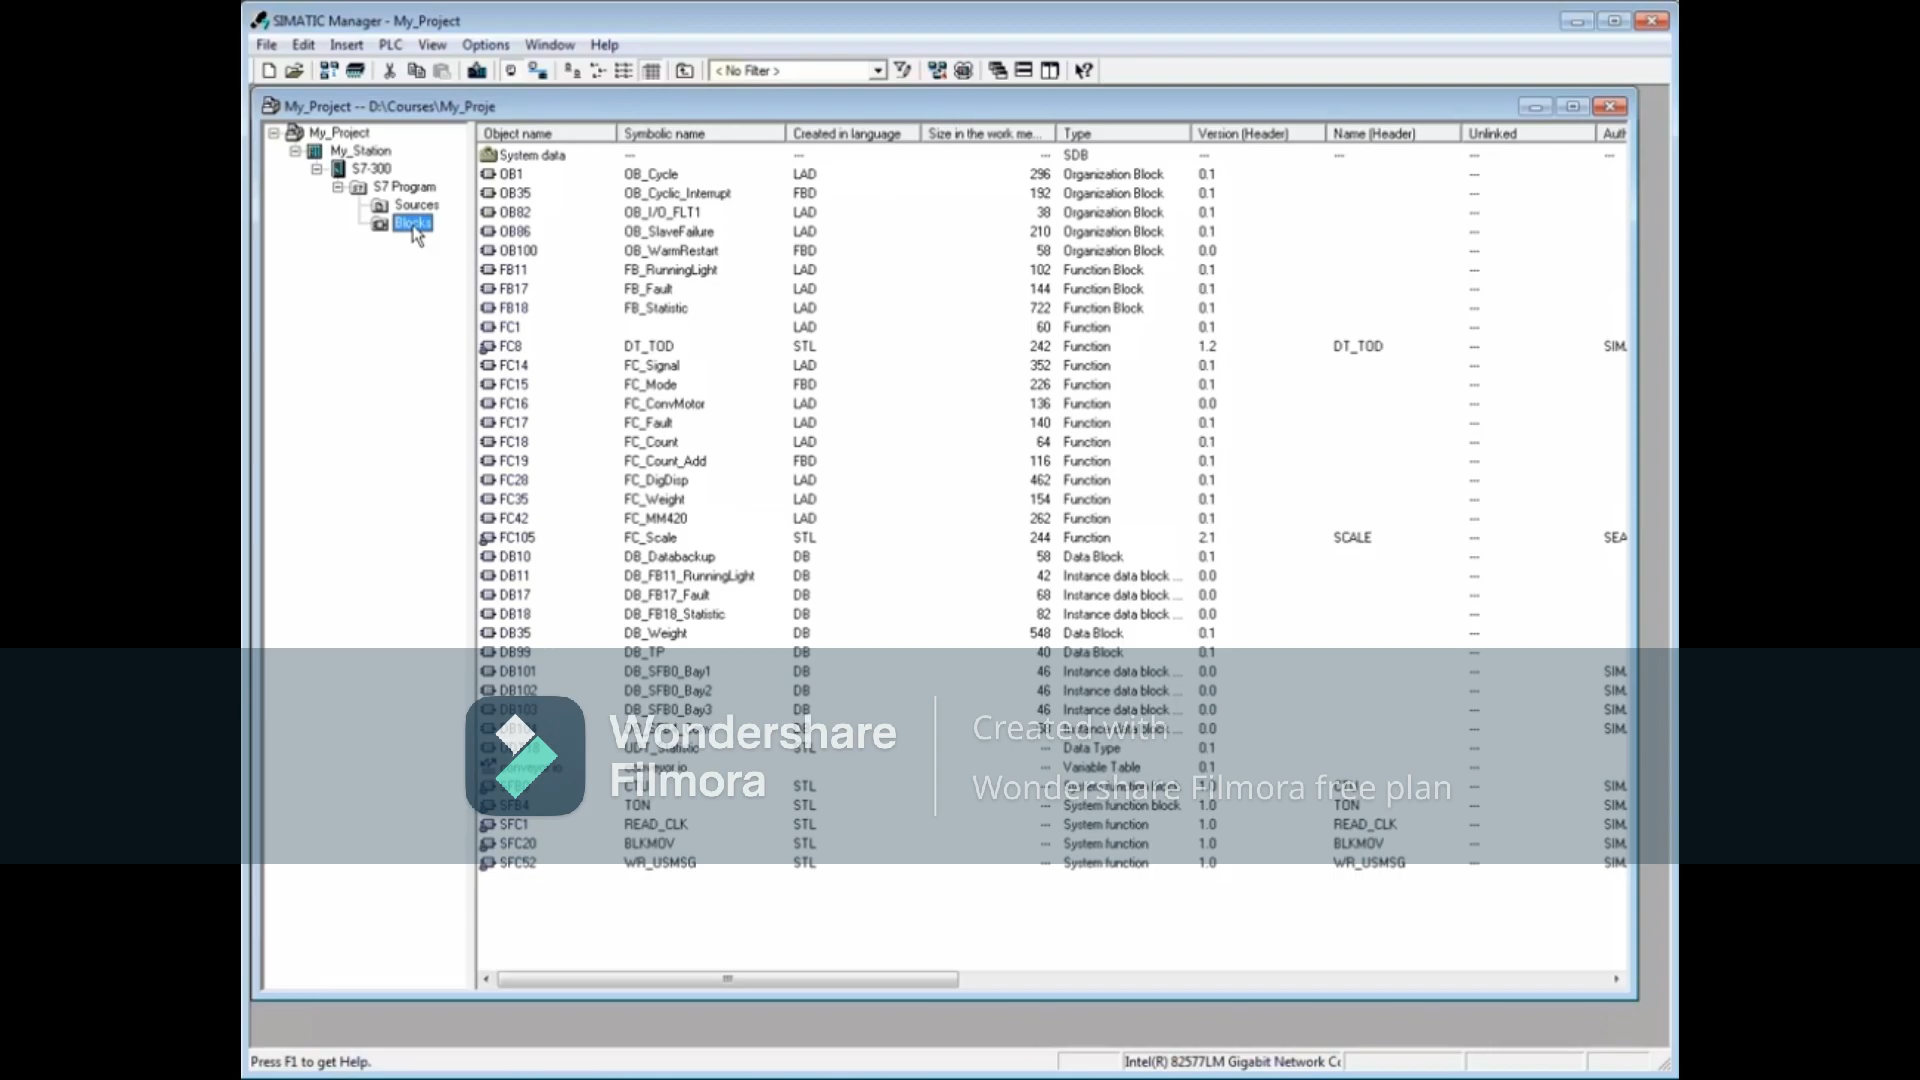 SIMATIC Manager - My_Project
File Edit Insert PLC View Options Window Help
< No Filter >
My_Project -- D:\Courses\My_Proje
My_Project
My_Station
S7-300
S7 Program
Sources
Blocks
Object name Symbolic name Created in language Size in the work me... Type Version (Header) Name (Header) Unlinked Auth
System data --- --- --- SDB --- --- --- ---
OB1 OB_Cycle LAD 296 Organization Block 0.1 ---
OB35 OB_Cyclic_Interrupt FBD 192 Organization Block 0.1 ---
OB82 OB_I/O_FLT1 LAD 38 Organization Block 0.1 ---
OB86 OB_SlaveFailure LAD 210 Organization Block 0.1 ---
OB100 OB_WarmRestart FBD 58 Organization Block 0.0 ---
FB11 FB_RunningLight LAD 102 Function Block 0.1 ---
FB17 FB_Fault LAD 144 Function Block 0.1 ---
FB18 FB_Statistic LAD 722 Function Block 0.1 ---
FC1 LAD 60 Function 0.1 ---
FC8 DT_TOD STL 242 Function 1.2 DT_TOD --- SIM
FC14 FC_Signal LAD 352 Function 0.1 ---
FC15 FC_Mode FBD 226 Function 0.1 ---
FC16 FC_ConvMotor LAD 136 Function 0.0 ---
FC17 FC_Fault LAD 140 Function 0.1 ---
FC18 FC_Count LAD 64 Function 0.1 ---
FC19 FC_Count_Add FBD 116 Function 0.1 ---
FC28 FC_DigDisp LAD 462 Function 0.1 ---
FC35 FC_Weight LAD 154 Function 0.1 ---
FC42 FC_MM420 LAD 262 Function 0.1 ---
FC105 FC_Scale STL 244 Function 2.1 SCALE --- SEA
DB10 DB_Databackup DB 58 Data Block 0.1 ---
DB11 DB_FB11_RunningLight DB 42 Instance data block ... 0.0 ---
DB17 DB_FB17_Fault DB 68 Instance data block ... 0.0 ---
DB18 DB_FB18_Statistic DB 82 Instance data block ... 0.0 ---
DB35 DB_Weight DB 548 Data Block 0.1 ---
DB99 DB_TP DB 40 Data Block 0.1 ---
DB101 DB_SFB0_Bay1 DB 46 Instance data block ... 0.0 --- SIM
DB102 DB_SFB0_Bay2 DB 46 Instance data block ... 0.0 --- SIM
DB103 DB_SFB0_Bay3 DB 46 Instance data block ... 0.0 --- SIM
Instance data block ... 0.0 --- SIM
UDT_Statistic STL --- Data Type 0.1 ---
Conveyor.io --- Variable Table 0.1 ---
CTU STL 1.0 --- SIM
SFB4 TON STL --- System function block 1.0 TON --- SIM
SFC1 READ_CLK STL --- System function 1.0 READ_CLK --- SIM
SFC20 BLKMOV STL --- System function 1.0 BLKMOV --- SIM
SFC52 WR_USMSG STL --- System function 1.0 WR_USMSG --- SIM
Wondershare
Filmora
Created with
Wondershare Filmora free plan
Press F1 to get Help.
Intel(R) 82577LM Gigabit Network Cc